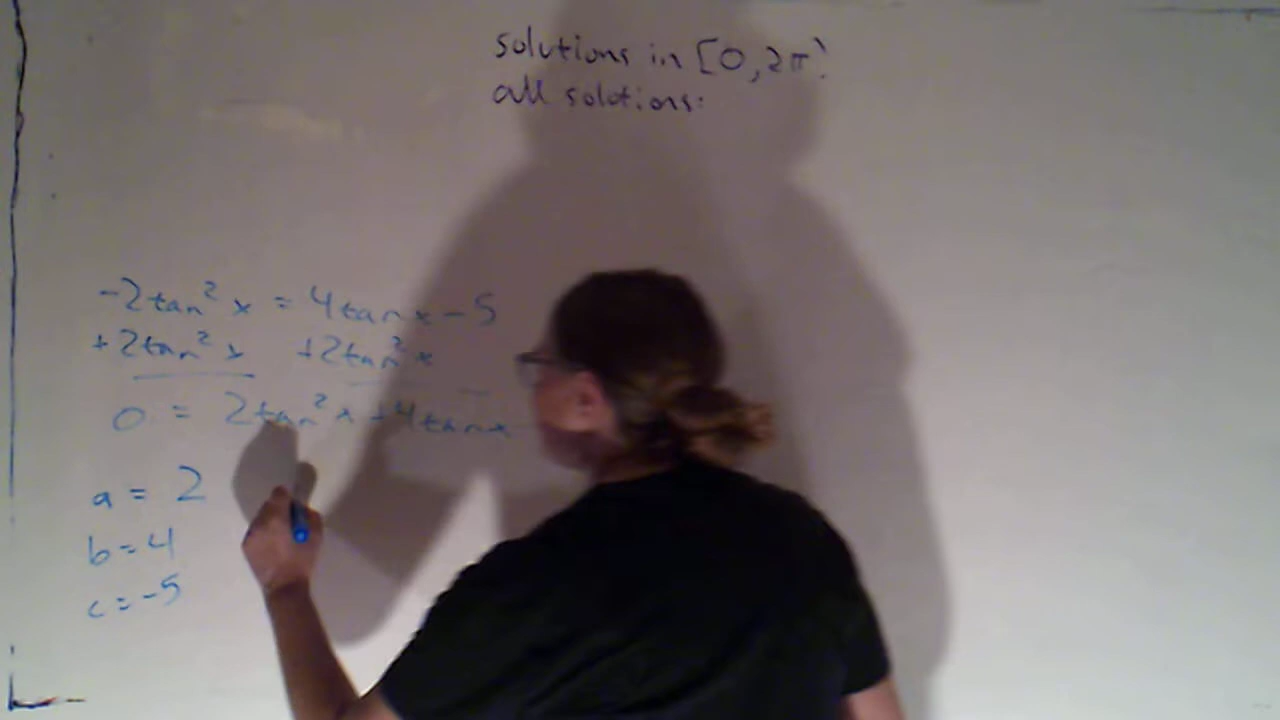 solutions in [0,2π)
all solutions:
-2tan²x = 4tanx-5
+2tan²x +2tan²x
0 = 2tan²x+4tanx
a = 2
b=4
c=-5